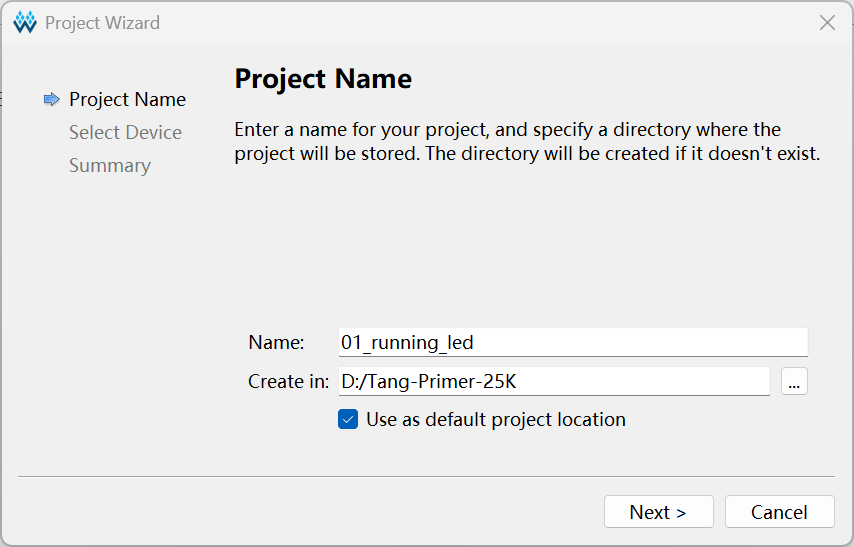 Project Wizard
Project Name
Project Name
Select Device
Summary
Enter a name for your project, and specify a directory where the
project will be stored. The directory will be created if it doesn't exist.
Name: 01_running_led
Create in: D:/Tang-Primer-25K ...
Use as default project location
Next > Cancel